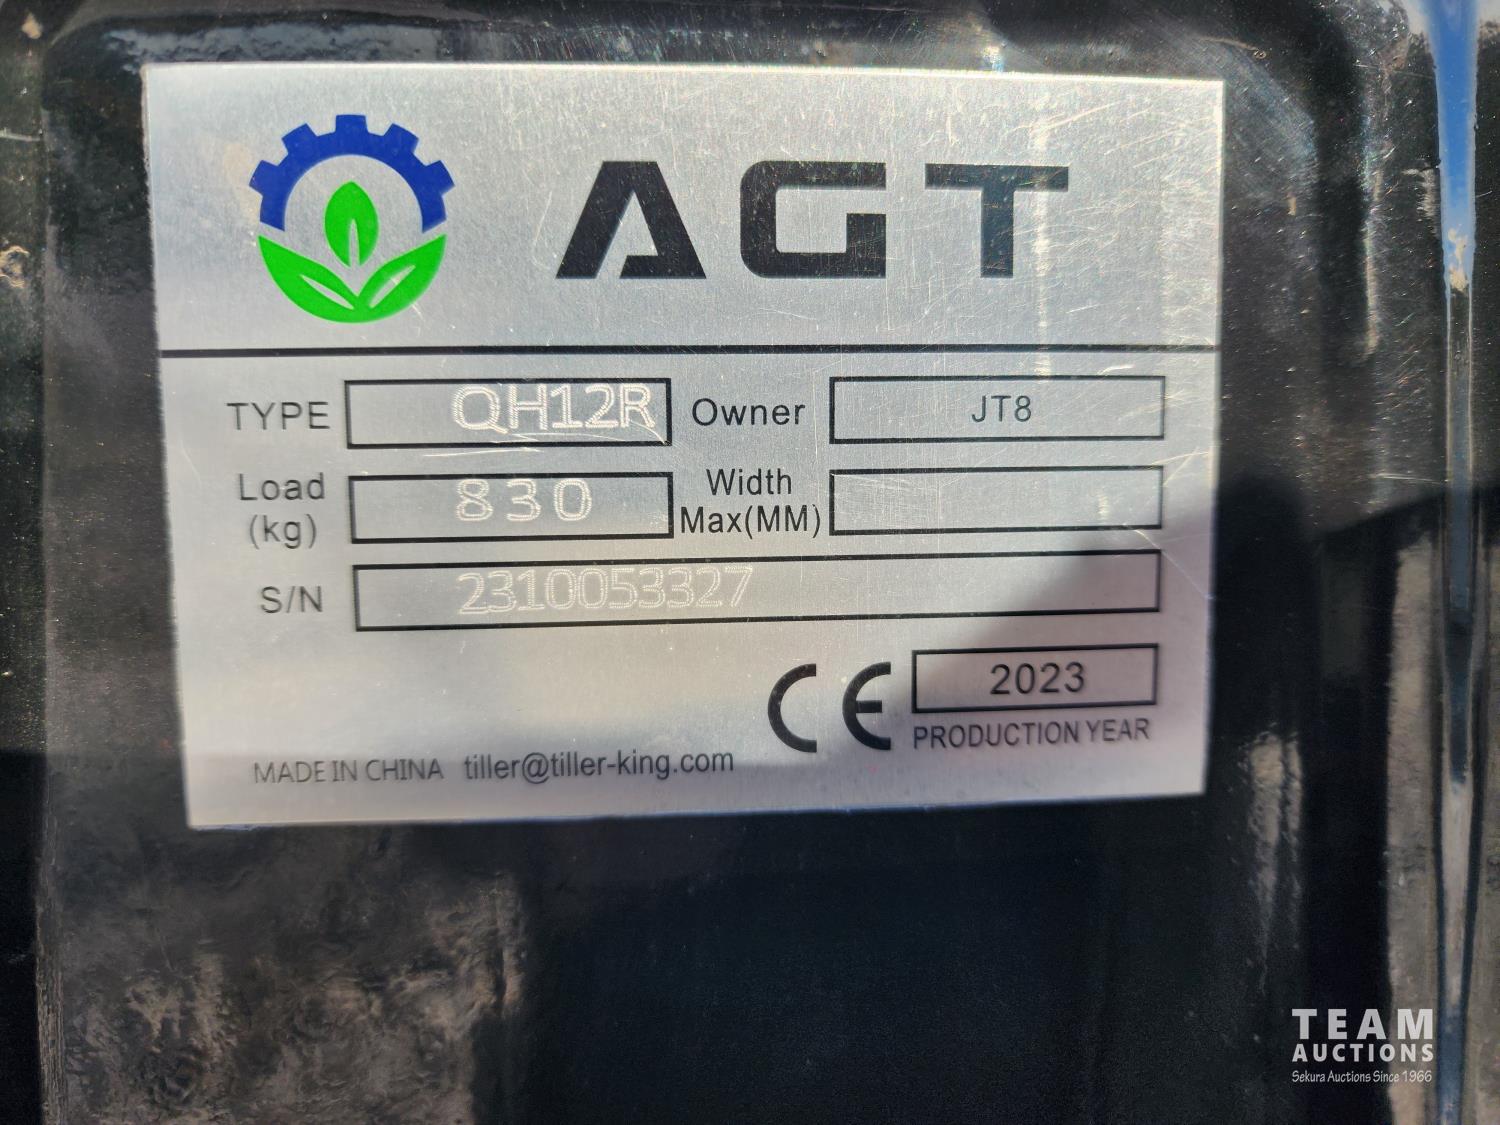 AGT
TYPE QH12R Owner JT8
Load (kg) 830 Width Max(MM)
S/N 2310053327
CE 2023
PRODUCTION YEAR
MADE IN CHINA tiller@tiller-king.com
TEAM
AUCTIONS
Sekura Auctions Since 1966